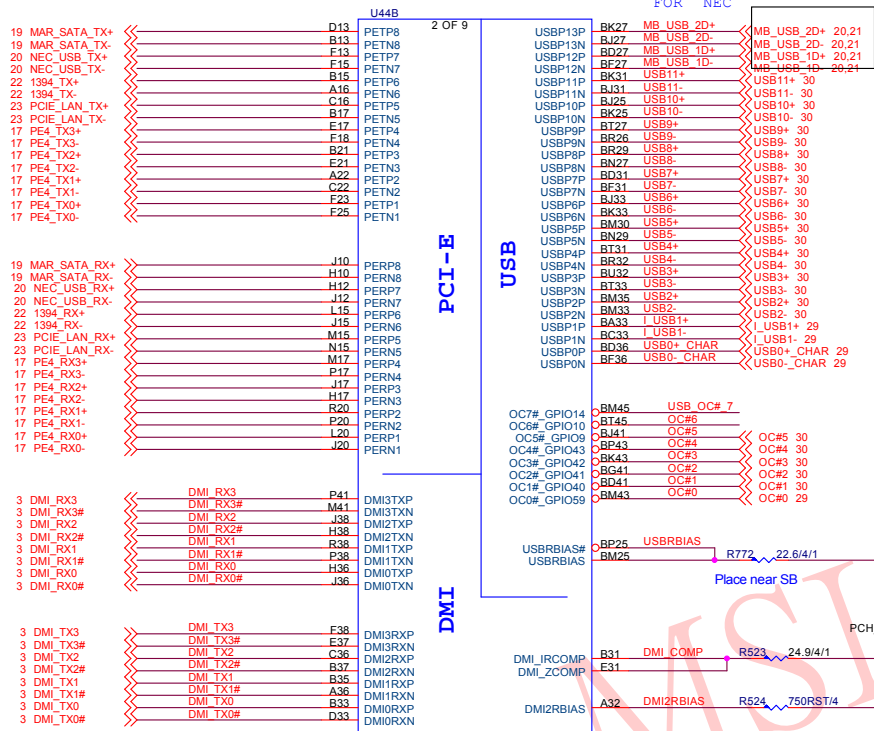 FOR NEC
U44B
2 OF 9
PCI-E
USB
DMI
19 MAR_SATA_TX+ D13 PETP8
19 MAR_SATA_TX- B13 PETN8
20 NEC_USB_TX+ F13 PETP7
20 NEC_USB_TX- F15 PETN7
22 1394_TX+ B15 PETP6
22 1394_TX- A16 PETN6
23 PCIE_LAN_TX+ C16 PETP5
23 PCIE_LAN_TX- B17 PETN5
17 PE4_TX3+ E17 PETP4
17 PE4_TX3- F18 PETN4
17 PE4_TX2+ B21 PETP3
17 PE4_TX2- E21 PETN3
17 PE4_TX1+ A22 PETP2
17 PE4_TX1- C22 PETN2
17 PE4_TX0+ F23 PETP1
17 PE4_TX0- F25 PETN1
19 MAR_SATA_RX+ J10 PERP8
19 MAR_SATA_RX- H10 PERN8
20 NEC_USB_RX+ H12 PERP7
20 NEC_USB_RX- J12 PERN7
22 1394_RX+ L15 PERP6
22 1394_RX- J15 PERN6
23 PCIE_LAN_RX+ M15 PERP5
23 PCIE_LAN_RX- N15 PERN5
17 PE4_RX3+ M17 PERP4
17 PE4_RX3- P17 PERN4
17 PE4_RX2+ J17 PERP3
17 PE4_RX2- H17 PERN3
17 PE4_RX1+ R20 PERP2
17 PE4_RX1- P20 PERN2
17 PE4_RX0+ L20 PERP1
17 PE4_RX0- J20 PERN1
3 DMI_RX3 DMI_RX3 P41 DMI3TXP
3 DMI_RX3# DMI_RX3# M41 DMI3TXN
3 DMI_RX2 DMI_RX2 J38 DMI2TXP
3 DMI_RX2# DMI_RX2# H38 DMI2TXN
3 DMI_RX1 DMI_RX1 R38 DMI1TXP
3 DMI_RX1# DMI_RX1# P38 DMI1TXN
3 DMI_RX0 DMI_RX0 H36 DMI0TXP
3 DMI_RX0# DMI_RX0# J36 DMI0TXN
3 DMI_TX3 DMI_TX3 F38 DMI3RXP
3 DMI_TX3# DMI_TX3# E37 DMI3RXN
3 DMI_TX2 DMI_TX2 C36 DMI2RXP
3 DMI_TX2# DMI_TX2# B37 DMI2RXN
3 DMI_TX1 DMI_TX1 B35 DMI1RXP
3 DMI_TX1# DMI_TX1# A36 DMI1RXN
3 DMI_TX0 DMI_TX0 B33 DMI0RXP
3 DMI_TX0# DMI_TX0# D33 DMI0RXN
USBP13P BK27 MB_USB_2D+ MB_USB_2D+ 20,21
USBP13N BJ27 MB_USB_2D- MB_USB_2D- 20,21
USBP12P BD27 MB_USB_1D+ MB_USB_1D+ 20,21
USBP12N BF27 MB_USB_1D- MB_USB_1D- 20,21
USBP11P BK31 USB11+ USB11+ 30
USBP11N BJ31 USB11- USB11- 30
USBP10P BJ25 USB10+ USB10+ 30
USBP10N BK25 USB10- USB10- 30
USBP9P BT27 USB9+ USB9+ 30
USBP9N BR26 USB9- USB9- 30
USBP8P BR29 USB8+ USB8+ 30
USBP8N BN27 USB8- USB8- 30
USBP7P BD31 USB7+ USB7+ 30
USBP7N BF31 USB7- USB7- 30
USBP6P BJ33 USB6+ USB6+ 30
USBP6N BK33 USB6- USB6- 30
USBP5P BM30 USB5+ USB5+ 30
USBP5N BN29 USB5- USB5- 30
USBP4P BT31 USB4+ USB4+ 30
USBP4N BR32 USB4- USB4- 30
USBP3P BU32 USB3+ USB3+ 30
USBP3N BT33 USB3- USB3- 30
USBP2P BM35 USB2+ USB2+ 30
USBP2N BM33 USB2- USB2- 30
USBP1P BA33 I_USB1+ I_USB1+ 29
USBP1N BC33 I_USB1- I_USB1- 29
USBP0P BD36 USB0+_CHAR USB0+_CHAR 29
USBP0N BF36 USB0-_CHAR USB0-_CHAR 29
OC7#_GPIO14 BM45 USB_OC#_7
OC6#_GPIO10 BT45 OC#6
OC5#_GPIO9 BJ41 OC#5 OC#5 30
OC4#_GPIO43 BP43 OC#4 OC#4 30
OC3#_GPIO42 BK43 OC#3 OC#3 30
OC2#_GPIO41 BG41 OC#2 OC#2 30
OC1#_GPIO40 BD41 OC#1 OC#1 30
OC0#_GPIO59 BM43 OC#0 OC#0 29
USBRBIAS# BP25 USBRBIAS
USBRBIAS BM25 R772 22.6/4/1
Place near SB
PCH
DMI_IRCOMP B31 DMI_COMP R523 24.9/4/1
DMI_ZCOMP E31
DMI2RBIAS A32 DMI2RBIAS R524 750RST/4
MSI